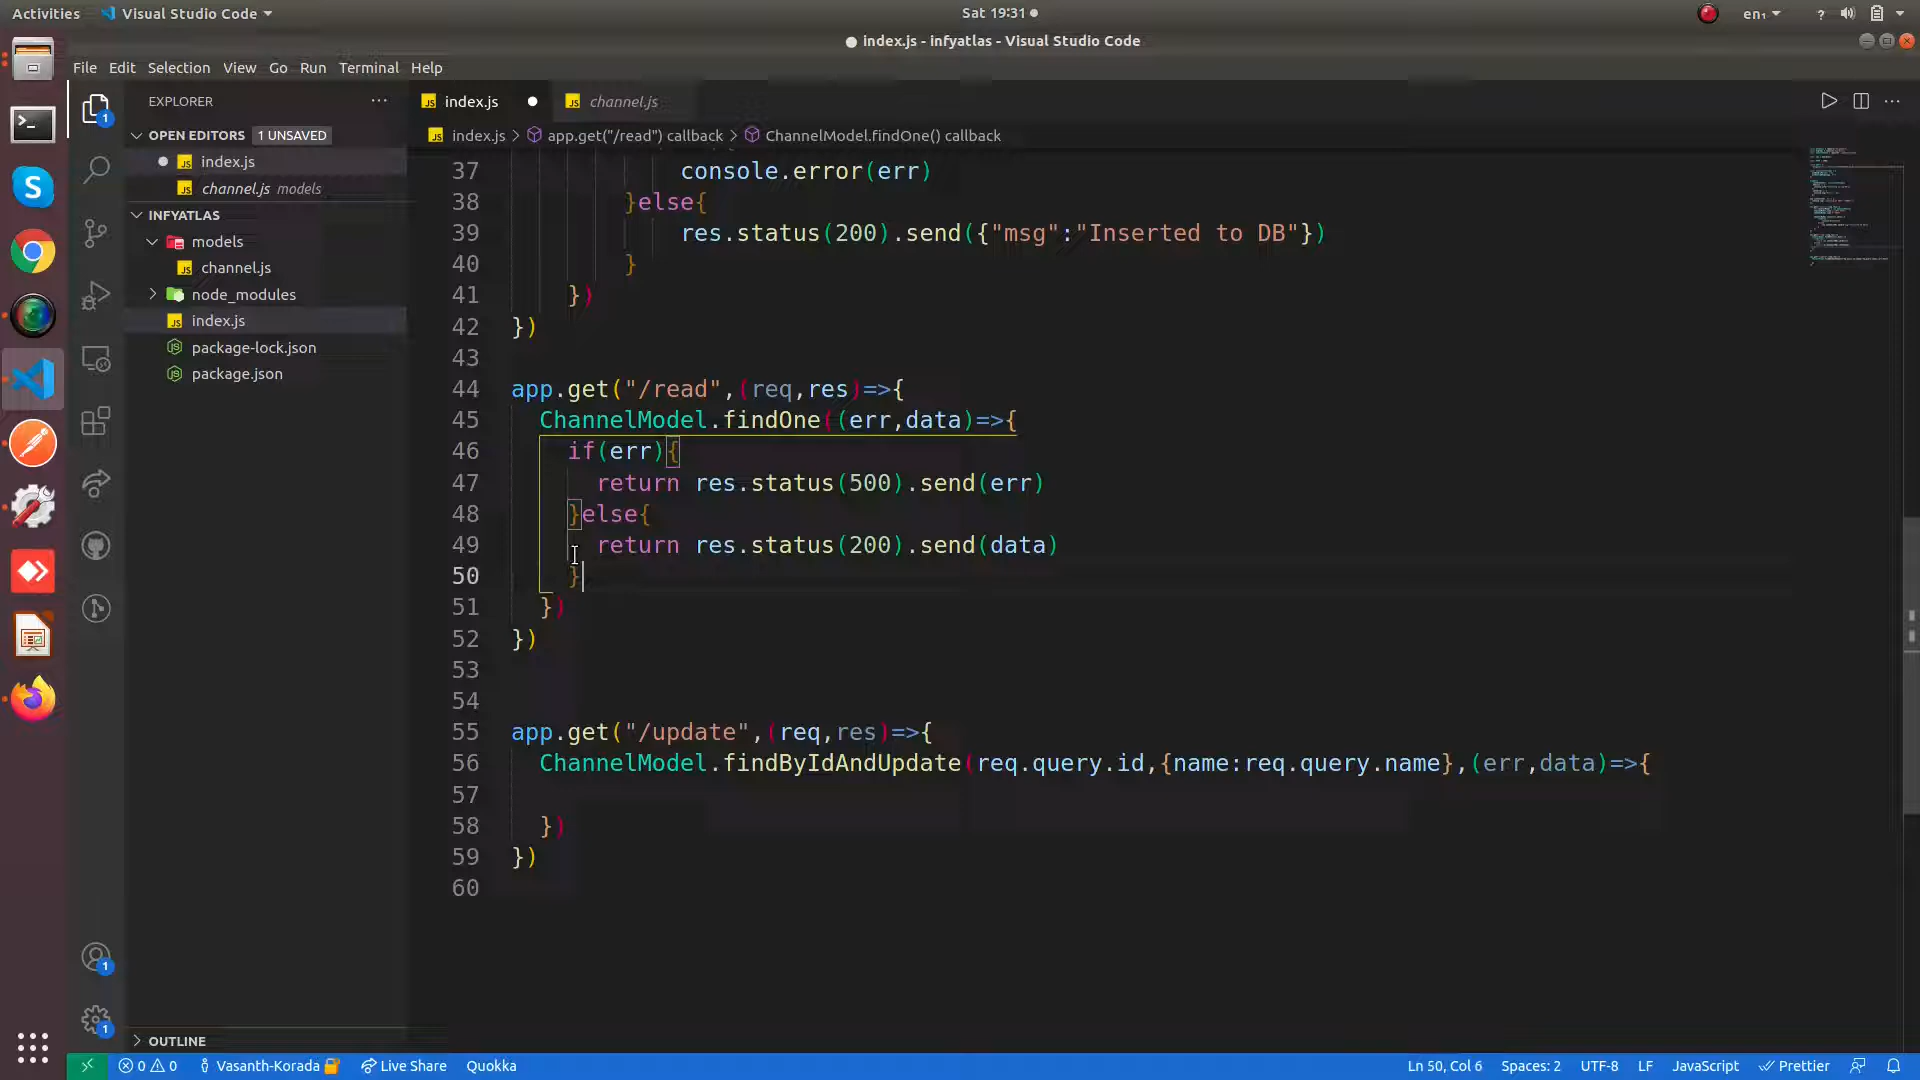 Activities
Visual Studio Code
Sat 19:31
en₁
?
index.js - infyatlas - Visual Studio Code
File Edit Selection View Go Run Terminal Help
EXPLORER
index.js
channel.js
OPEN EDITORS 1 UNSAVED
index.js > app.get("/read") callback > ChannelModel.findOne() callback
index.js
channel.js models
INFYATLAS
models
channel.js
node_modules
index.js
package-lock.json
package.json
37 console.error(err)
38 }else{
39 res.status(200).send({"msg":"Inserted to DB"})
40 }
41 })
42 })
43
44 app.get("/read",(req,res)=>{
45 ChannelModel.findOne((err,data)=>{
46 if(err){
47 return res.status(500).send(err)
48 }else{
49 return res.status(200).send(data)
50 }
51 })
52 })
53
54
55 app.get("/update",(req,res)=>{
56 ChannelModel.findByIdAndUpdate(req.query.id,{name:req.query.name},(err,data)=>{
57
58 })
59 })
60
1
S
1
1
OUTLINE
0 0 Vasanth-Korada Live Share Quokka Ln 50, Col 6 Spaces: 2 UTF-8 LF JavaScript Prettier